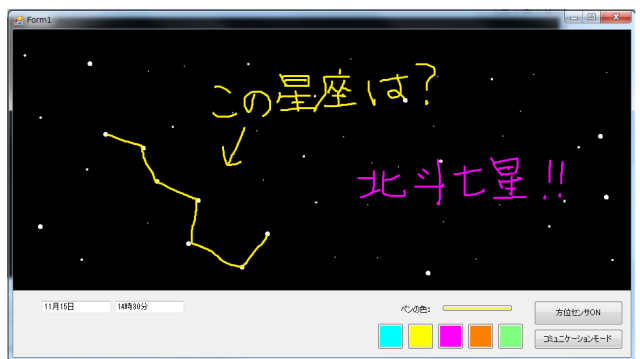 Form1
この星座は?
北斗七星!!
11月15日
14時30分
ペンの色:
方位センサON
コミュニケーションモード